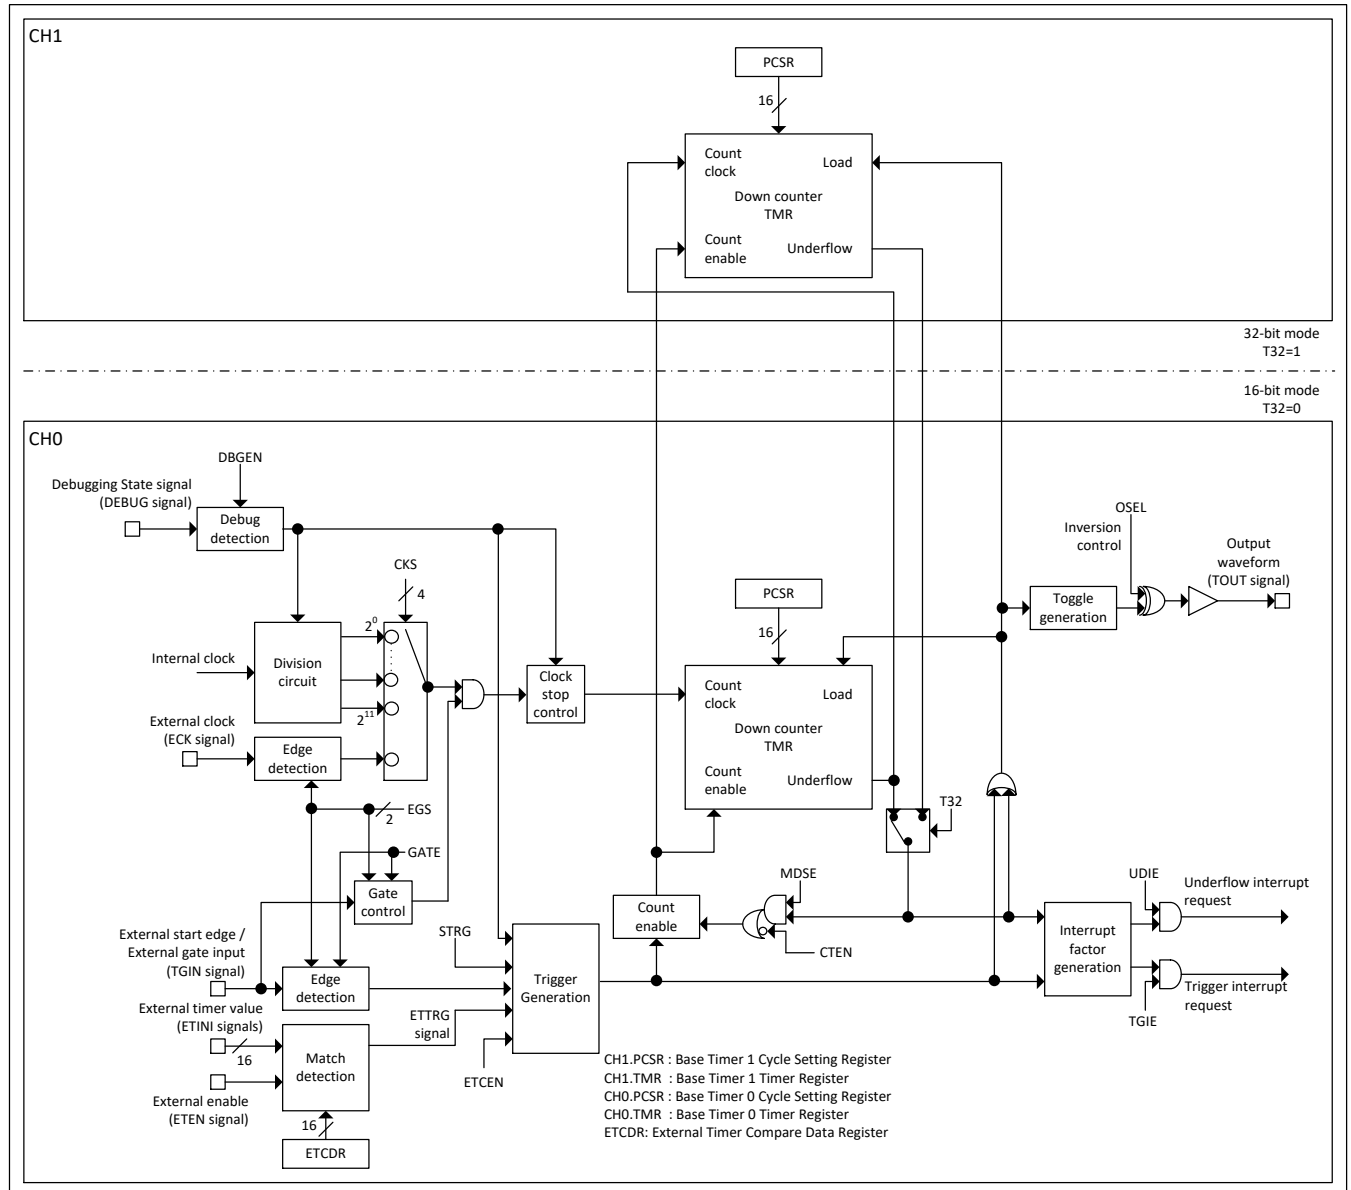 CH1
PCSR
16
Count
clock
Load
Down counter
TMR
Count
enable
Underflow
32-bit mode
T32=1
16-bit mode
T32=0
CH0
DBGEN
Debugging State signal
(DEBUG signal)
Debug
detection
OSEL
Inversion
control
Output
waveform
(TOUT signal)
CKS
4
PCSR
Toggle
generation
16
2^0
Internal clock
Division
circuit
2^11
Clock
stop
control
Count
clock
Load
Down counter
TMR
Count
enable
Underflow
External clock
(ECK signal)
Edge
detection
EGS
2
T32
GATE
Gate
control
MDSE
UDIE
Underflow interrupt
request
Count
enable
CTEN
STRG
External start edge /
External gate input
(TGIN signal)
Edge
detection
Trigger
Generation
Interrupt
factor
generation
Trigger interrupt
request
TGIE
External timer value
(ETINI signals)
16
ETTRG
signal
Match
detection
ETCEN
External enable
(ETEN signal)
16
ETCDR
CH1.PCSR : Base Timer 1 Cycle Setting Register
CH1.TMR : Base Timer 1 Timer Register
CH0.PCSR : Base Timer 0 Cycle Setting Register
CH0.TMR : Base Timer 0 Timer Register
ETCDR: External Timer Compare Data Register